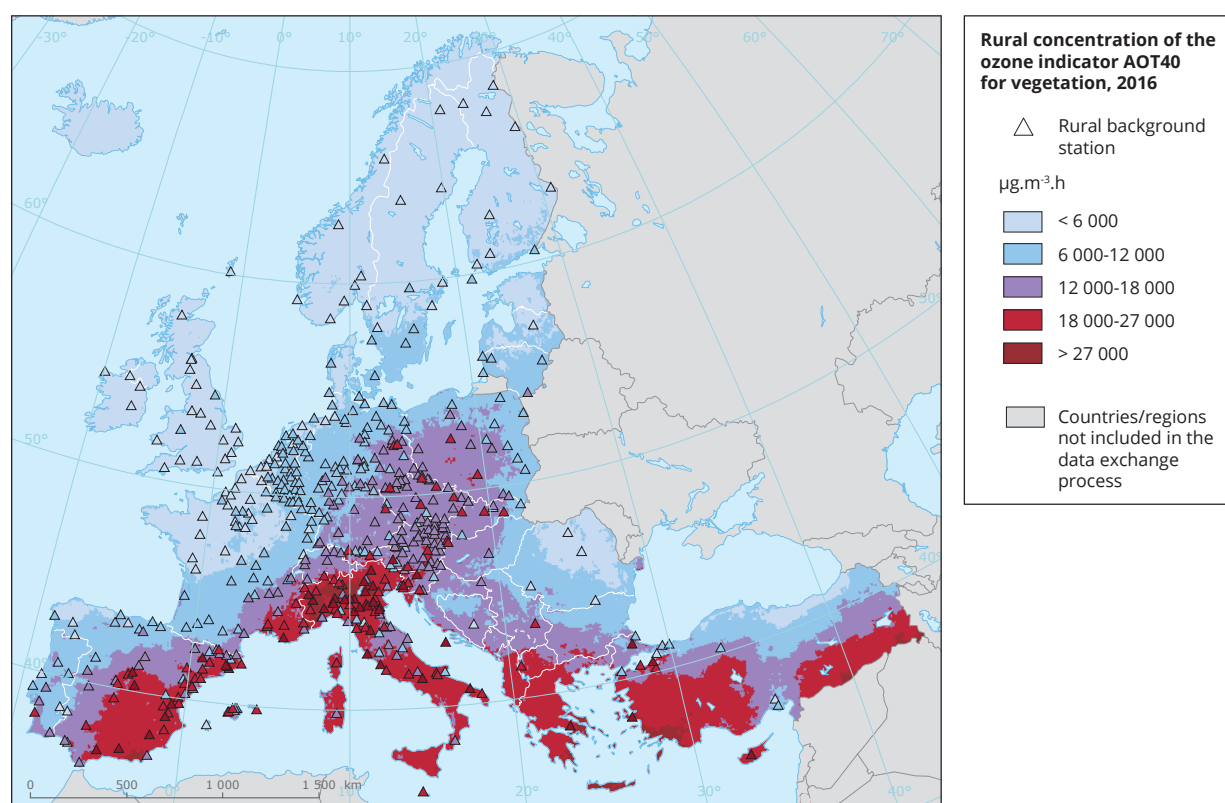 -30°
-20°
-10°
0°
10°
20°
30°
40°
50°
60°
70°
60°
50°
50°
40°
40°
0
500
1 000
1 500
km
20°
30°
40°
Rural concentration of the
ozone indicator AOT40
for vegetation, 2016
Rural background
station
µg.m⁻³.h
< 6 000
6 000-12 000
12 000-18 000
18 000-27 000
> 27 000
Countries/regions
not included in the
data exchange
process